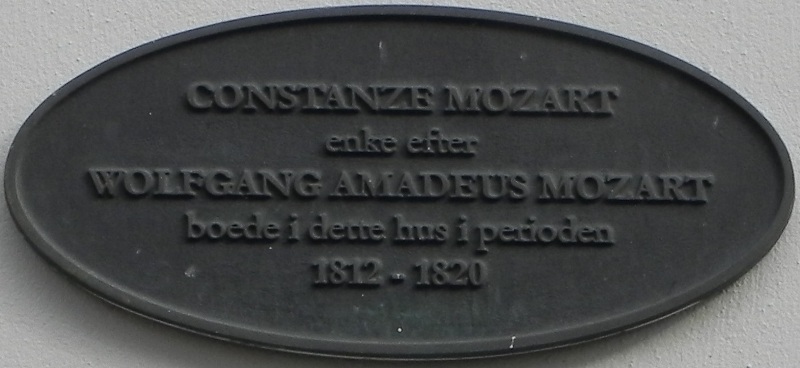 CONSTANZE MOZART
enke efter
WOLFGANG AMADEUS MOZART
boede i dette hus i perioden
1812 - 1820